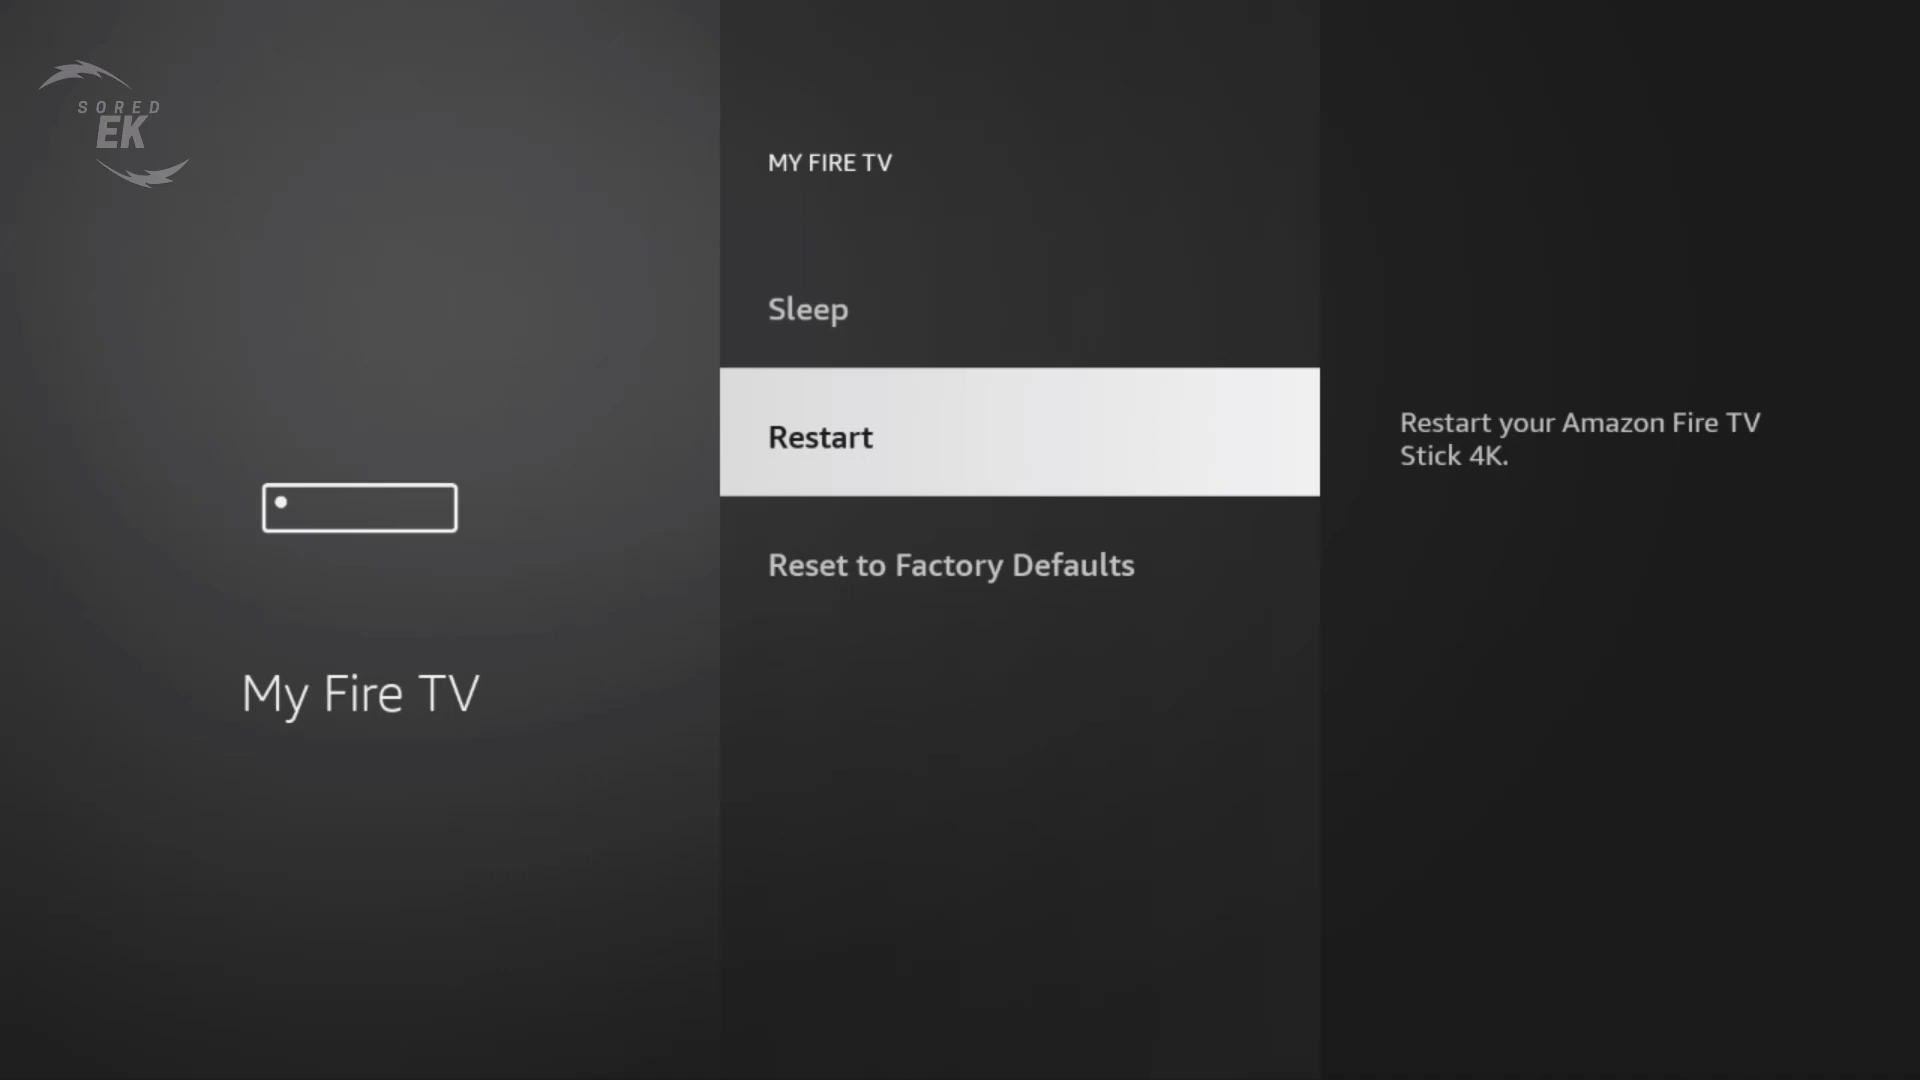 SORED
EK
MY FIRE TV
Sleep
Restart
Restart your Amazon Fire TV
Stick 4K.
Reset to Factory Defaults
My Fire TV